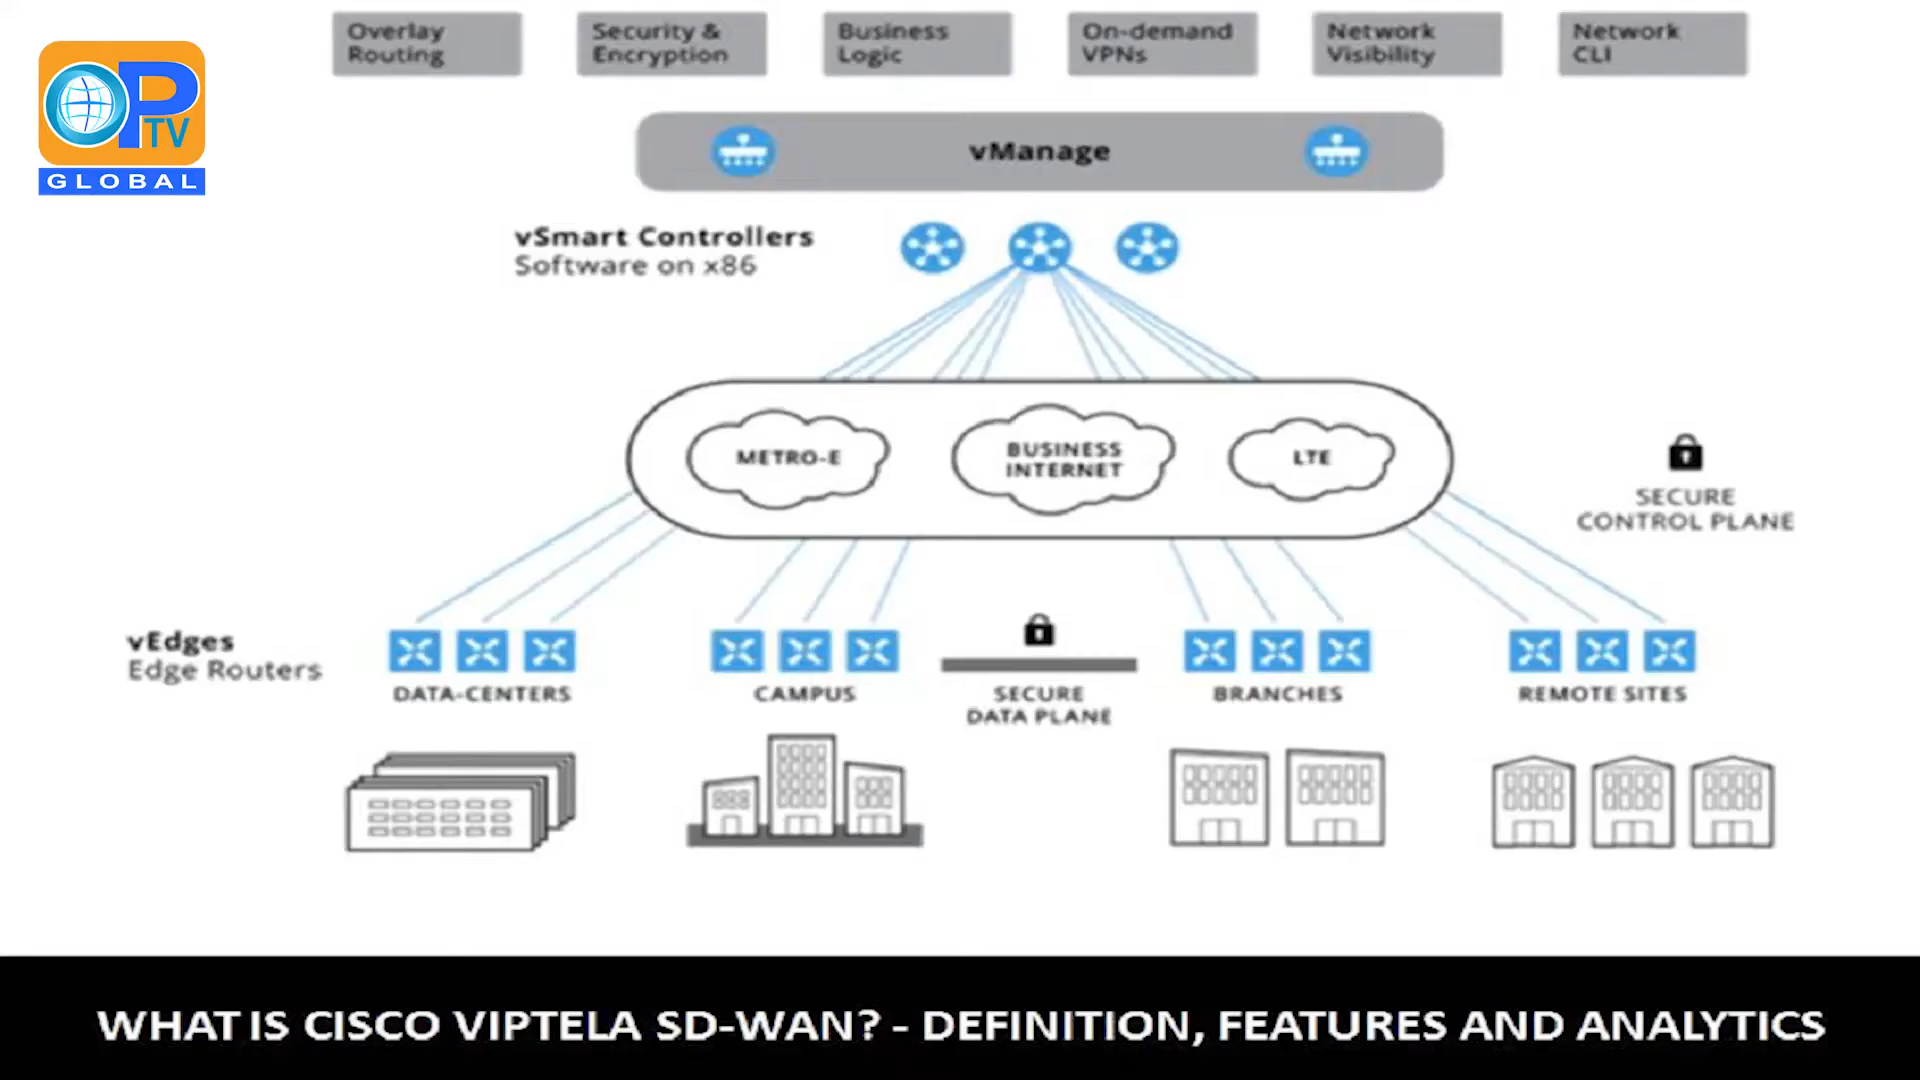 Overlay
Routing
Security &
Encryption
Business
Logic
On-demand
VPNs
Network
Visibility
Network
CLI
OP
TV
GLOBAL
vManage
vSmart Controllers
Software on x86
METRO-E
BUSINESS
INTERNET
LTE
SECURE
CONTROL PLANE
vEdges
Edge Routers
DATA-CENTERS
CAMPUS
SECURE
DATA PLANE
BRANCHES
REMOTE SITES
WHAT IS CISCO VIPTELA SD-WAN? - DEFINITION, FEATURES AND ANALYTICS